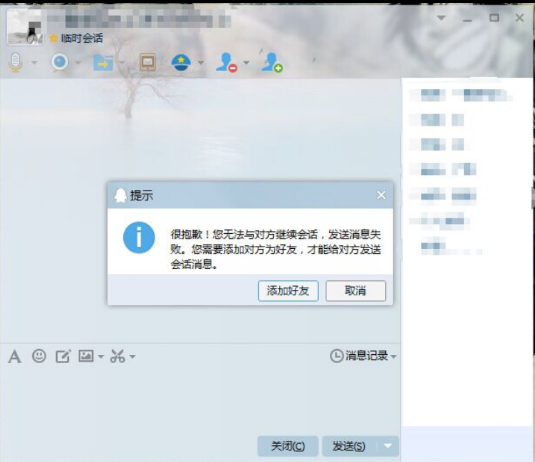 临时会话
提示
很抱歉！您无法与对方继续会话，发送消息失
败。您需要添加对方为好友，才能给对方发送
会话消息。
添加好友
取消
消息记录
关闭(C)
发送(S)